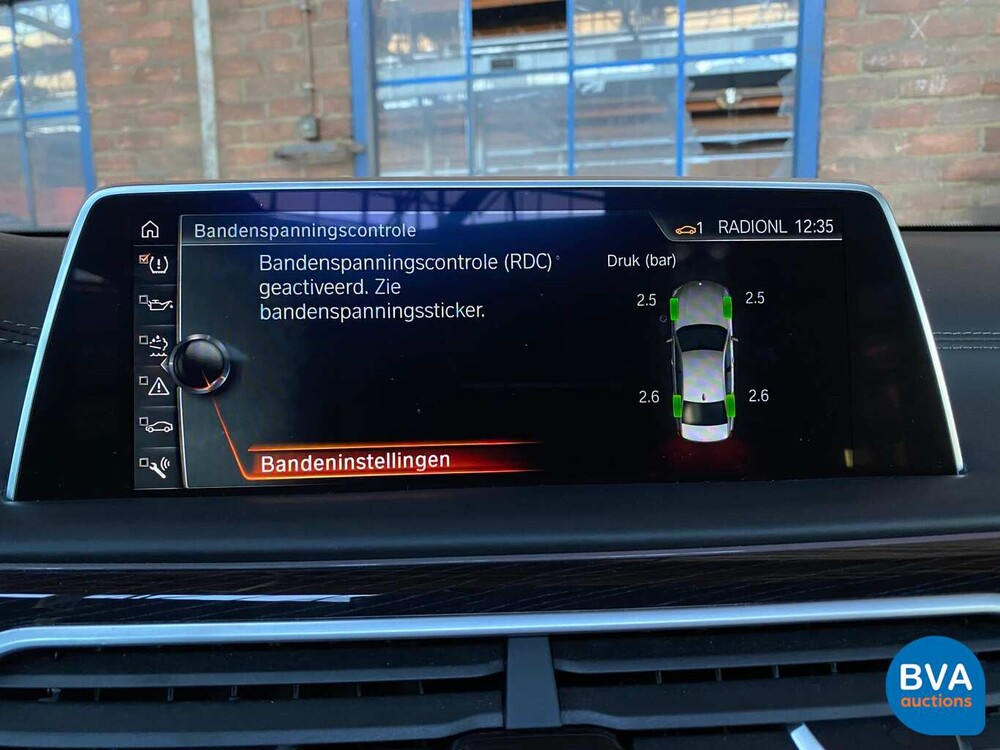 Bandenspanningscontrole
1 RADIONL 12:35
Bandenspanningscontrole (RDC)
geactiveerd. Zie
bandenspanningssticker.
Druk (bar)
2.5 2.5
2.6 2.6
Bandeninstellingen
BVA
auctions